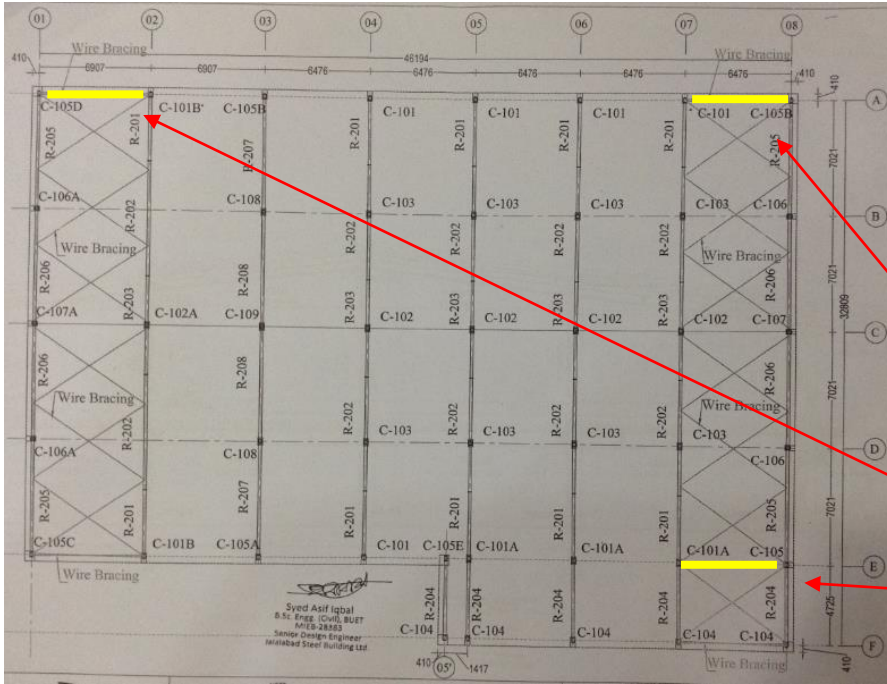 01 02 03 04 05 06 07 08
Wire Bracing Wire Bracing
46194
410 6907 6907 6476 6476 6476 6476 6476 410
410
A
C-105D C-101B' C-105B C-101 C-101 C-101 C-101 C-105B
R-205 R-201 R-207 R-201 R-201 R-201 R-201 R-205
7021
C-106A C-108 C-103 C-103 C-103 C-103 C-106
B
R-202 R-202 R-202 R-202 R-202
Wire Bracing Wire Bracing
R-206 R-203 R-208 R-203 R-203 R-203 R-203 R-206
7021
32809
C-107A C-102A C-109 C-102 C-102 C-102 C-102 C-107
C
R-206 R-208 R-206
Wire Bracing Wire Bracing
R-202 R-202 R-202 R-202 R-202
7021
C-106A C-108 C-103 C-103 C-103 C-103 C-106
D
R-205 R-201 R-207 R-201 R-201 R-201 R-201 R-205
7021
C-105C C-101B C-105A C-101 C-105E C-101A C-101A C-101A C-105
E
Wire Bracing
R-204 R-204 R-204 R-204 R-204
4725
Syed Asif Iqbal
B.Sc. Engg. (Civil), BUET
MIEB-28383
Senior Design Engineer
Jalalabad Steel Building Ltd
C-104 C-104 C-104 C-104 C-104
F
410 05' 1417
Wire Bracing
410